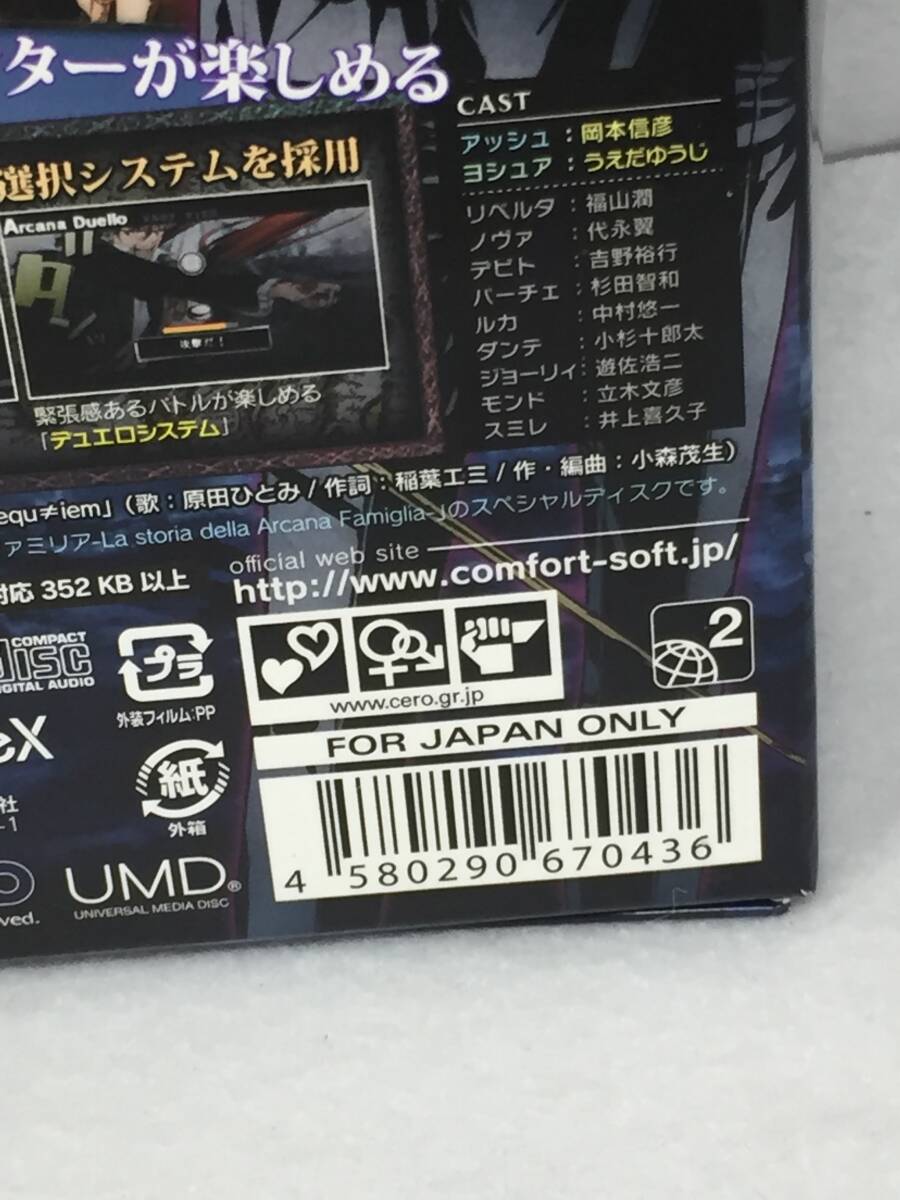 ターが楽しめる
CAST
アッシュ：岡本信彦
ヨシュア：うえだゆうじ
リベルタ：福山潤
ノヴァ：代永翼
デビト：吉野裕行
パーチェ：杉田智和
ルカ：中村悠一
ダンテ：小杉十郎太
ジョーリィ：遊佐浩二
モンド：立木文彦
スミレ：井上喜久子
選択システムを採用
Arcana Duello
攻撃だ！
緊張感あるバトルが楽しめる
「デュエロシステム」
equ≠iem」（歌：原田ひとみ / 作詞：稲葉エミ / 作・編曲：小森茂生）
ァミリア-La storia della Arcana Famiglia-」のスペシャルディスクです。
対応 352 KB 以上
official web site
http://www.comfort-soft.jp/
COMPACT
disc
DIGITAL AUDIO
プラ
外装フィルム:PP
www.cero.gr.jp
2
FOR JAPAN ONLY
eX
紙
外箱
社
-1
UMD®
UNIVERSAL MEDIA DISC
ved.
4 580290 670436